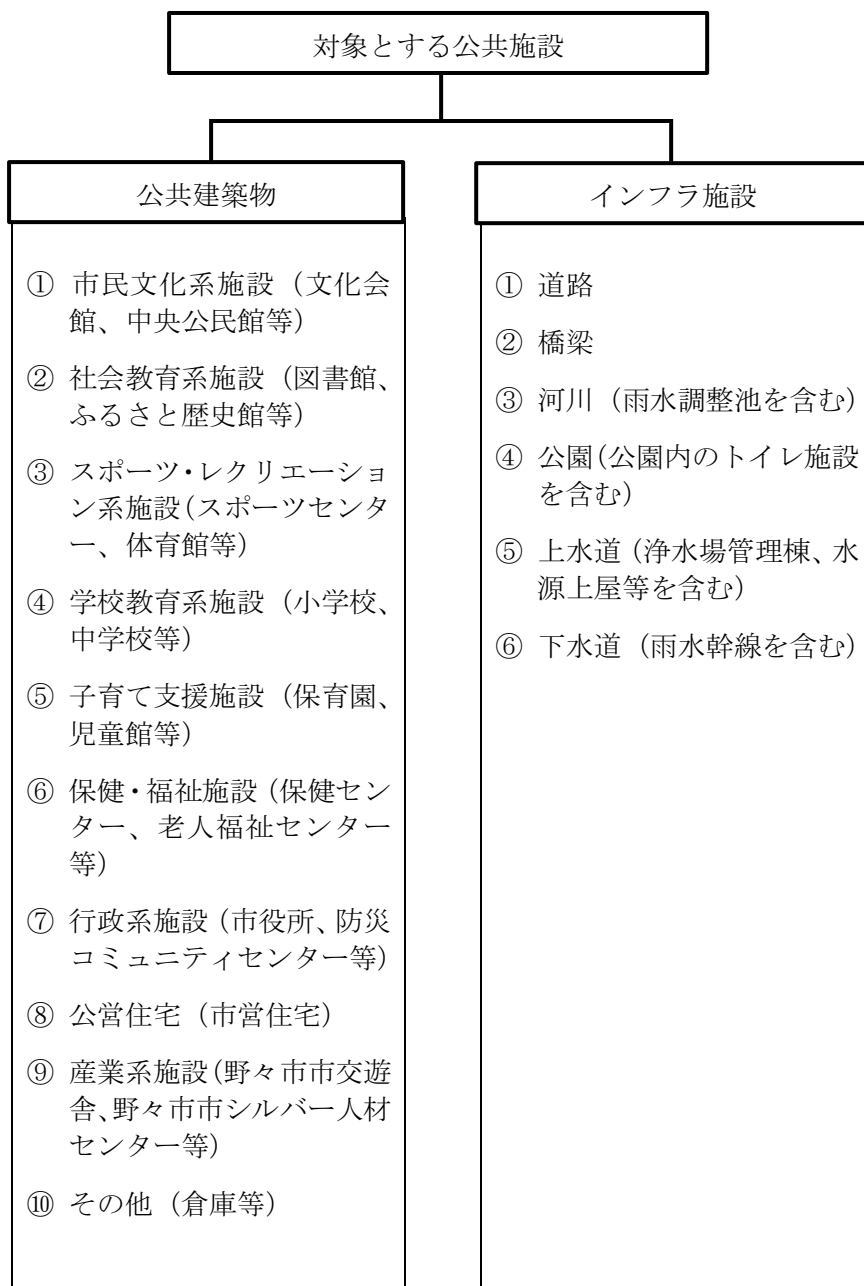 対象とする公共施設
公共建築物
① 市民文化系施設（文化会
館、中央公民館等）
② 社会教育系施設（図書館、
ふるさと歴史館等）
③ スポーツ・レクリエーショ
ン系施設（スポーツセンタ
ー、体育館等）
④ 学校教育系施設（小学校、
中学校等）
⑤ 子育て支援施設（保育園、
児童館等）
⑥ 保健・福祉施設（保健セン
ター、老人福祉センター
等）
⑦ 行政系施設（市役所、防災
コミュニティセンター等）
⑧ 公営住宅（市営住宅）
⑨ 産業系施設（野々市市交遊
舎、野々市市シルバー人材
センター等）
⑩ その他（倉庫等）
インフラ施設
① 道路
② 橋梁
③ 河川（雨水調整池を含む）
④ 公園（公園内のトイレ施設
を含む）
⑤ 上水道（浄水場管理棟、水
源上屋等を含む）
⑥ 下水道（雨水幹線を含む）